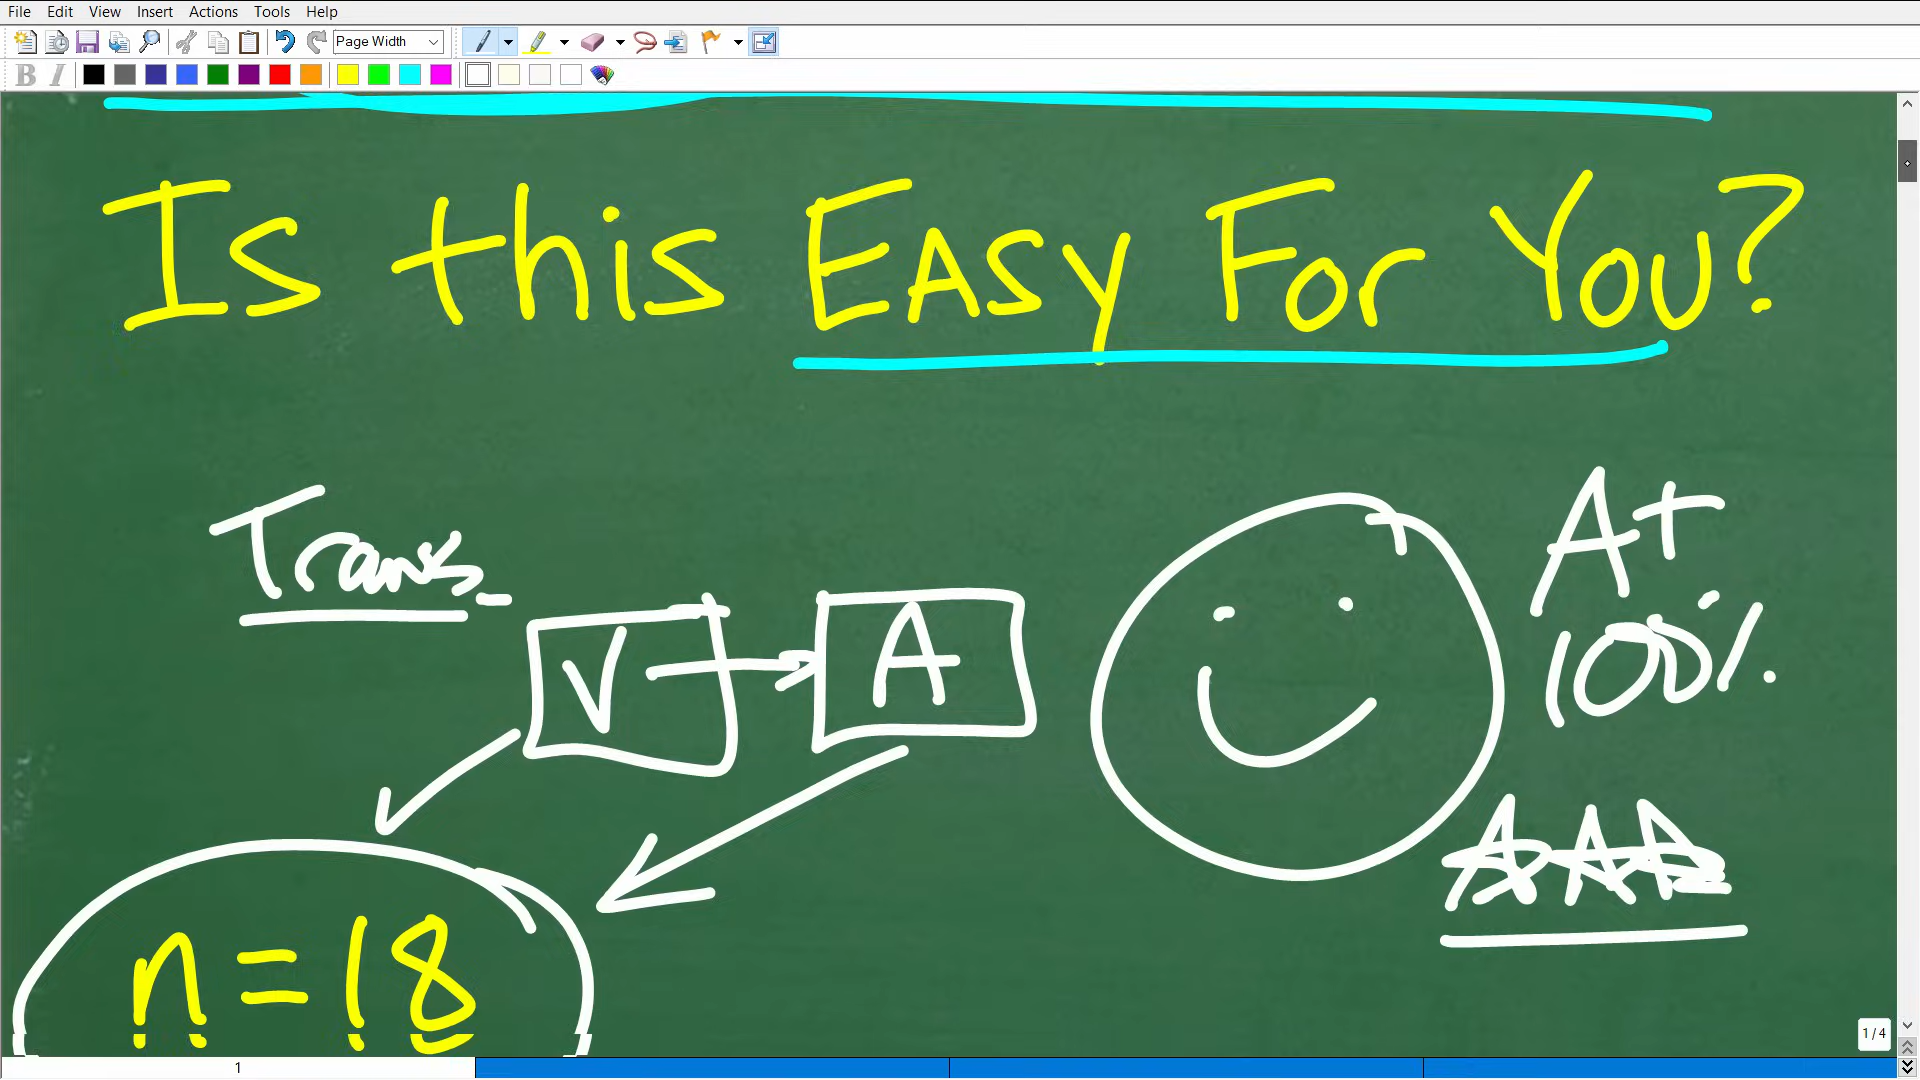 File Edit View Insert Actions Tools Help
Page Width
B I
Is this EASY For You?
Trans.
V
A
A+
100%
n = 18
1 / 4
1